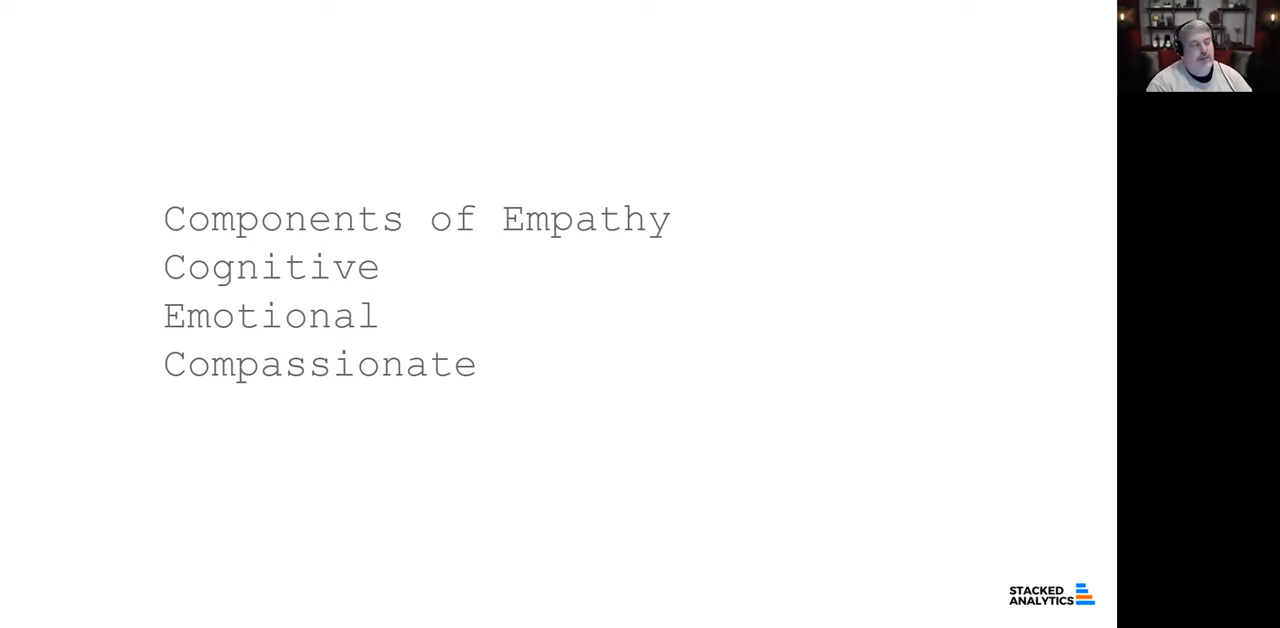 Components of Empathy
Cognitive
Emotional
Compassionate
STACKED
ANALYTICS